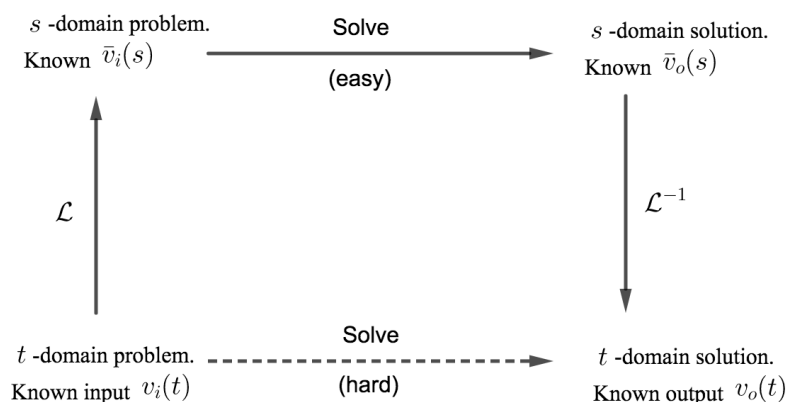 s -domain problem.
Known v̄ᵢ(s)
Solve
(easy)
s -domain solution.
Known v̄ₒ(s)
ℒ
ℒ⁻¹
t -domain problem.
Known input vᵢ(t)
Solve
(hard)
t -domain solution.
Known output vₒ(t)